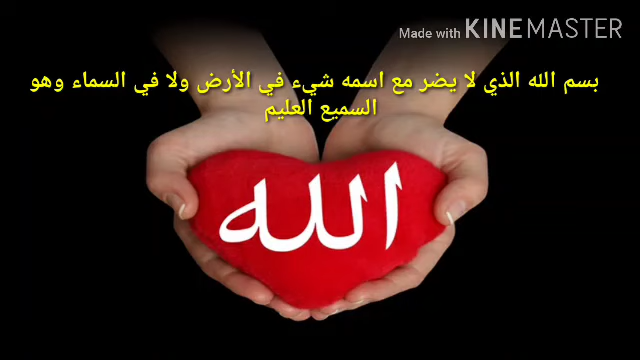 Made with KINEMASTER
بسم الله الذي لا يضر مع اسمه شيء في الأرض ولا في السماء وهو
السميع العليم
الله